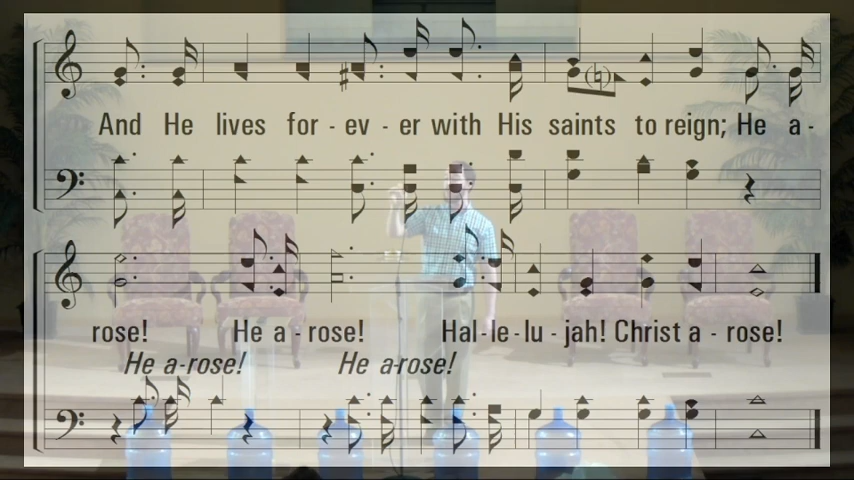 And He lives for - ev - er with His saints to reign; He a -
rose! He a - rose! Hal - le - lu - jah! Christ a - rose!
He a-rose! He a-rose!